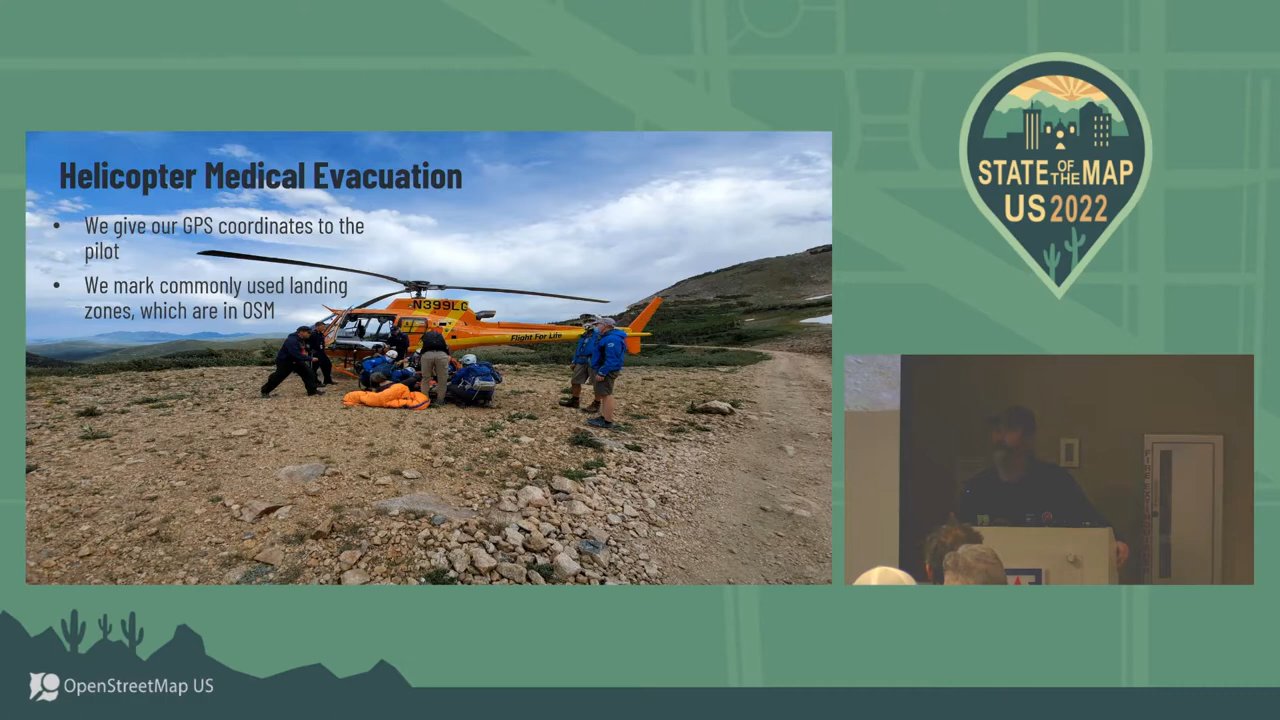 Helicopter Medical Evacuation
• We give our GPS coordinates to the
pilot
• We mark commonly used landing
zones, which are in OSM
N399LG
Flight For Life
STATE OF THE MAP
US 2022
OpenStreetMap US